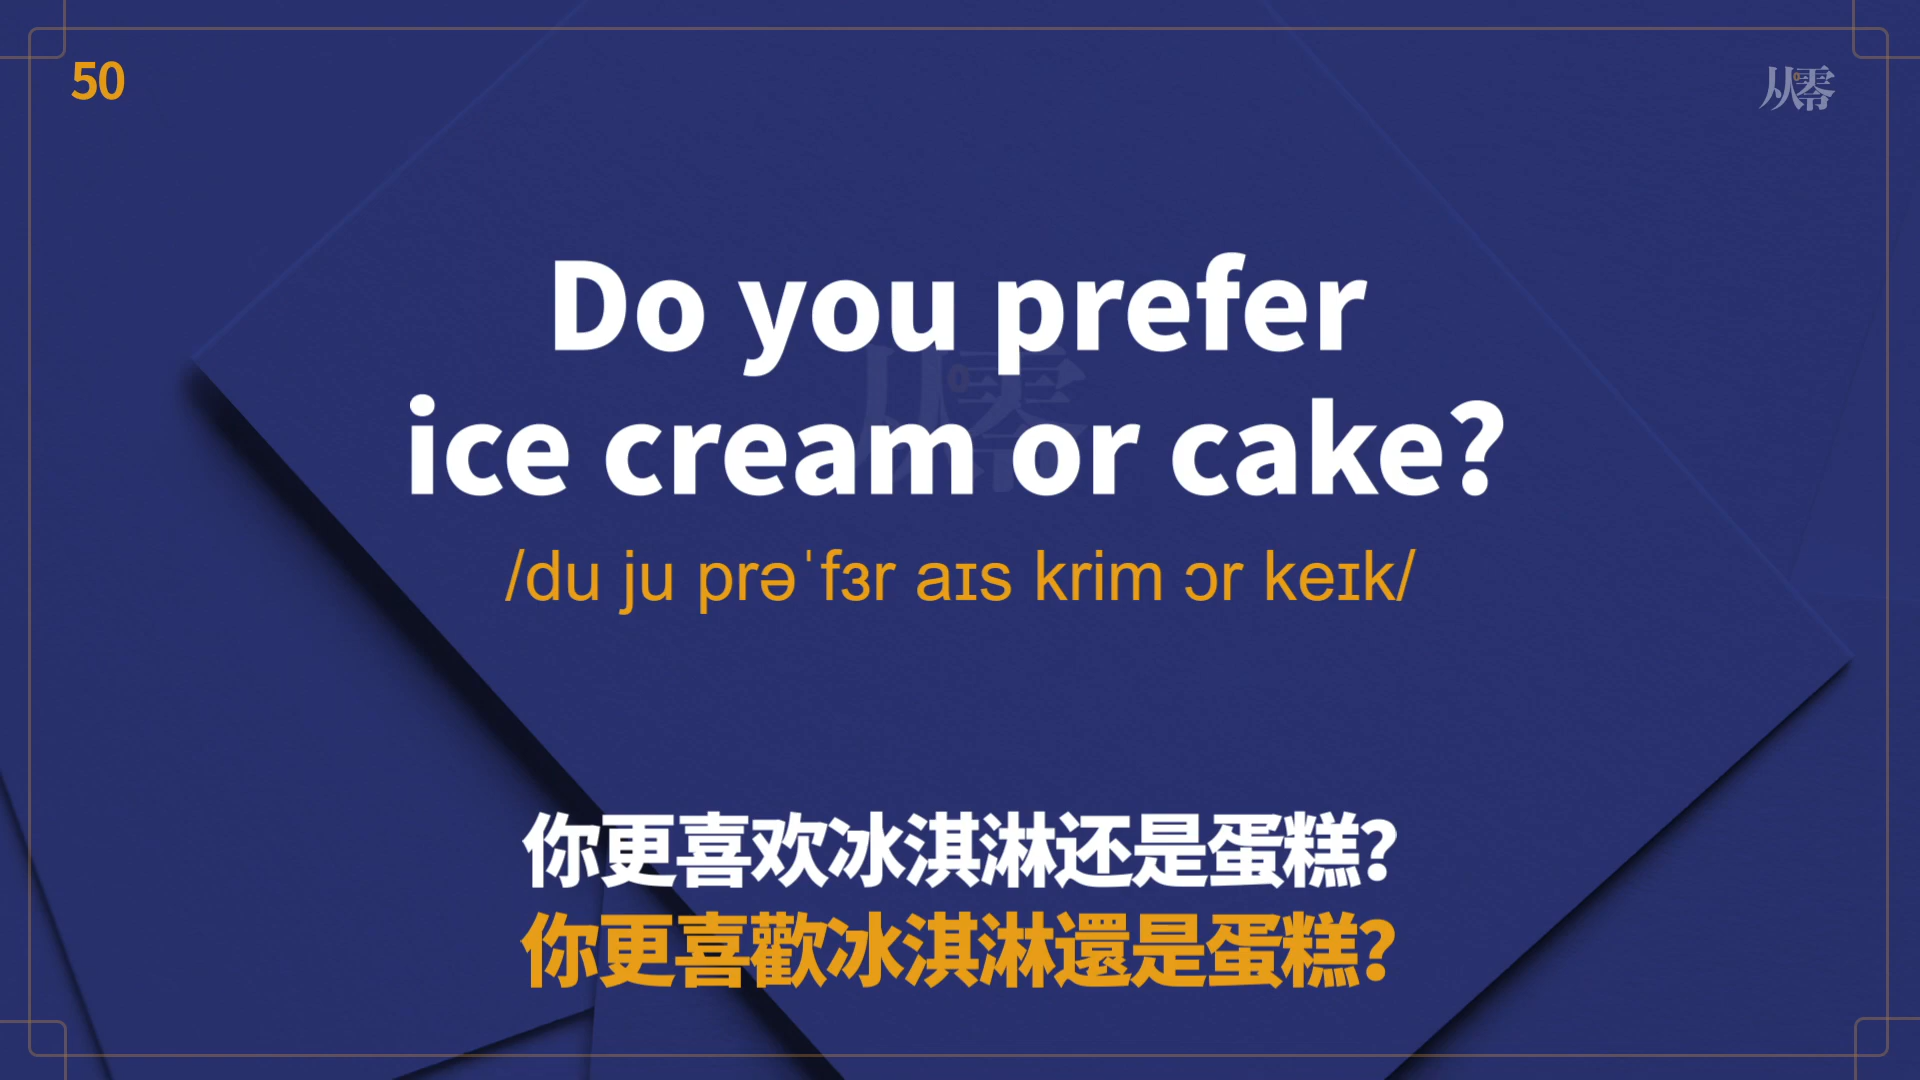 50
从零
Do you prefer
ice cream or cake?
/du ju prəˈfɜr aɪs krim ɔr keɪk/
你更喜欢冰淇淋还是蛋糕？
你更喜歡冰淇淋還是蛋糕？